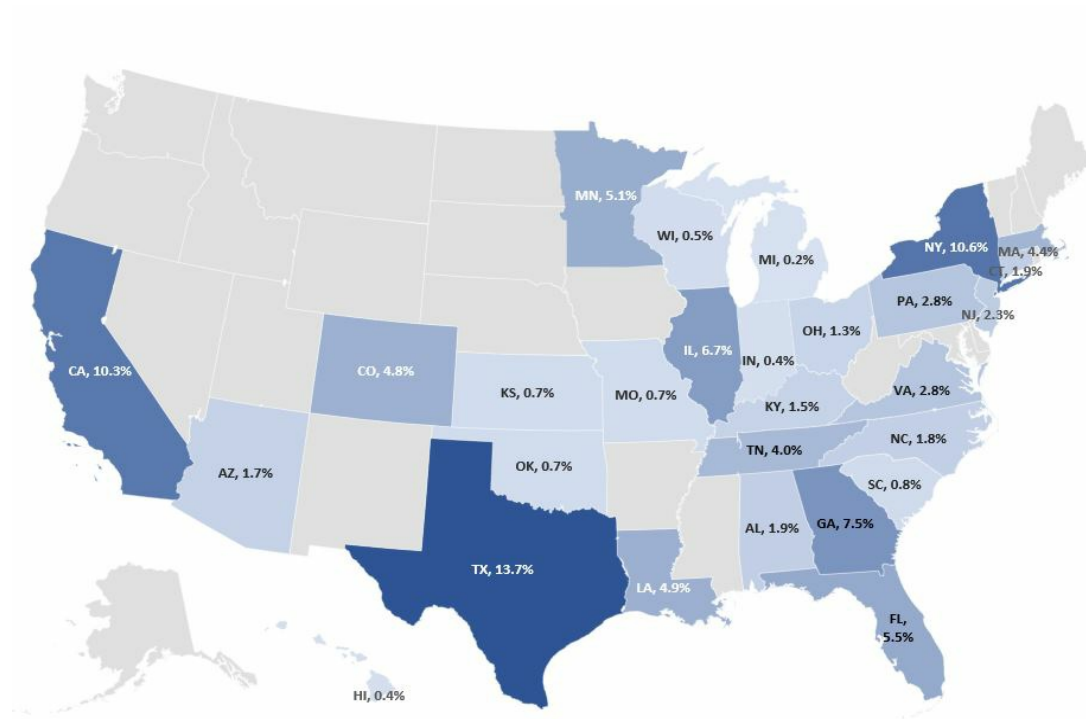 MN, 5.1%
WI, 0.5%
MI, 0.2%
NY, 10.6%
MA, 4.4%
CT, 1.9%
PA, 2.8%
NJ, 2.3%
OH, 1.3%
IL, 6.7%
IN, 0.4%
CA, 10.3%
CO, 4.8%
KS, 0.7%
MO, 0.7%
KY, 1.5%
VA, 2.8%
NC, 1.8%
TN, 4.0%
AZ, 1.7%
OK, 0.7%
SC, 0.8%
AL, 1.9%
GA, 7.5%
TX, 13.7%
LA, 4.9%
FL,
5.5%
HI, 0.4%